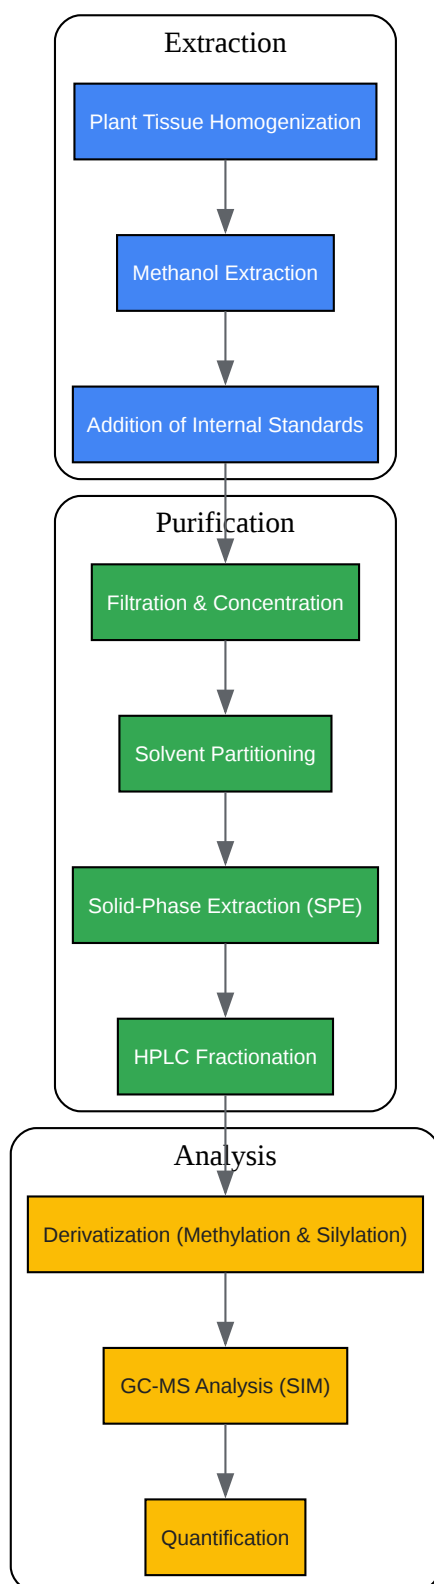 Extraction
Plant Tissue Homogenization
Methanol Extraction
Addition of Internal Standards
Purification
Filtration & Concentration
Solvent Partitioning
Solid-Phase Extraction (SPE)
HPLC Fractionation
Analysis
Derivatization (Methylation & Silylation)
GC-MS Analysis (SIM)
Quantification